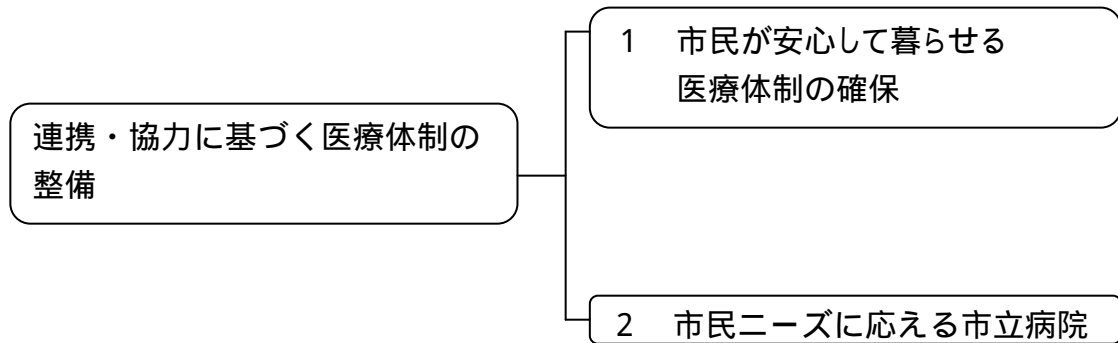 連携・協力に基づく医療体制の
整備
1 市民が安心して暮らせる
医療体制の確保
2 市民ニーズに応える市立病院